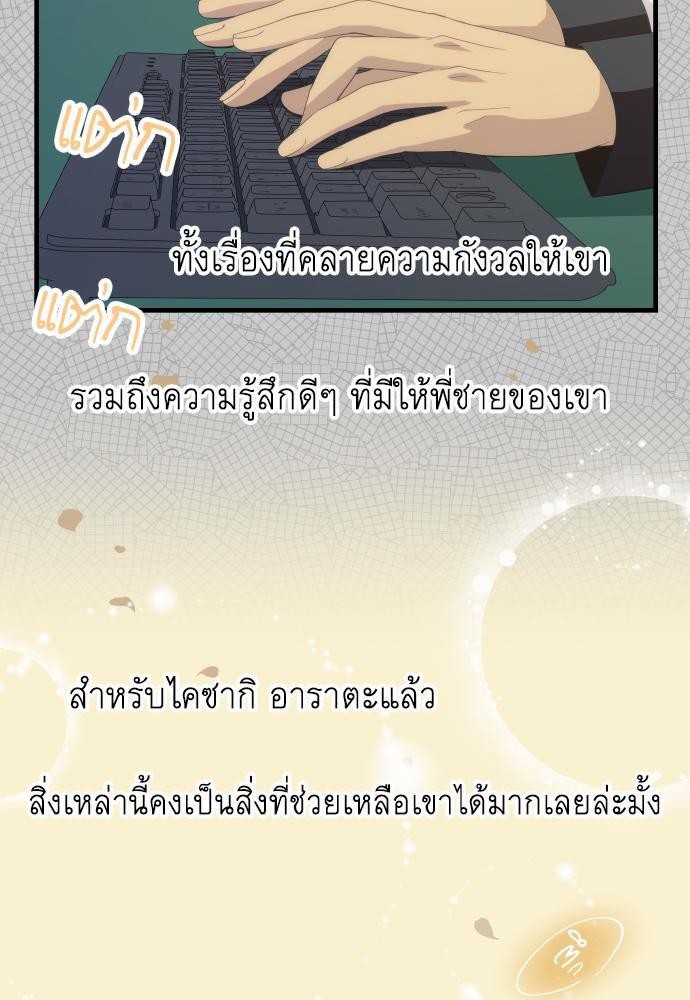 แต่ก
ทั้งเรื่องที่คลายความกังวลให้เขา
แต่ก
รวมถึงความรู้สึกดีๆ ที่มีให้พี่ชายของเขา
สำหรับไคซากิ อาราตะแล้ว
สิ่งเหล่านี้คงเป็นสิ่งที่ช่วยเหลือเขาได้มากเลยล่ะมั้ง